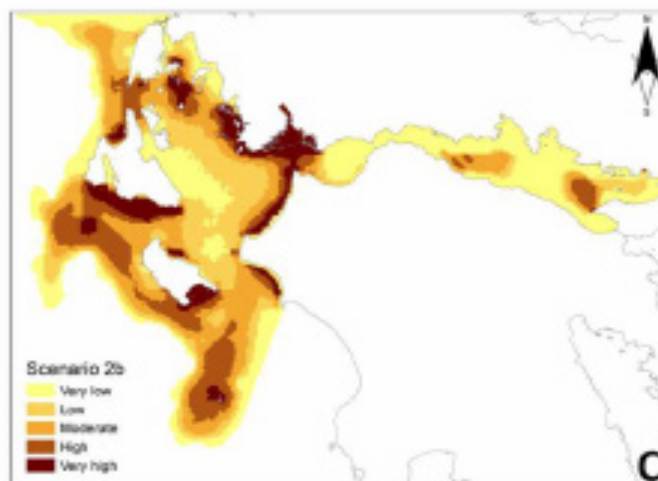 N
S
Scenario 2b
Very low
Low
Moderate
High
Very high
C